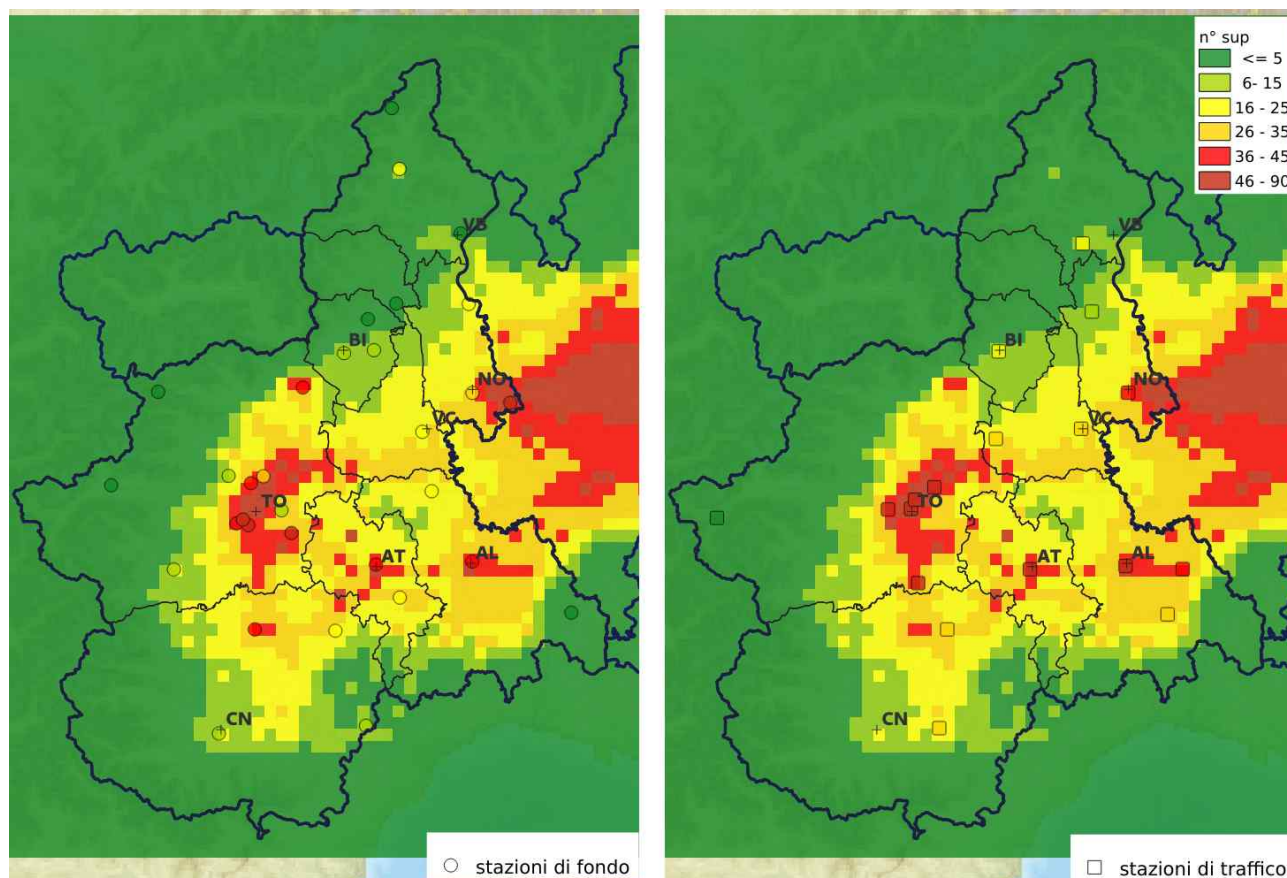 VB
BI
NO
VC
TO
AT
AL
CN
stazioni di fondo
n° sup
<= 5
6- 15
16 - 25
26 - 35
36 - 45
46 - 90
VB
BI
NO
VC
TO
AT
AL
CN
stazioni di traffico